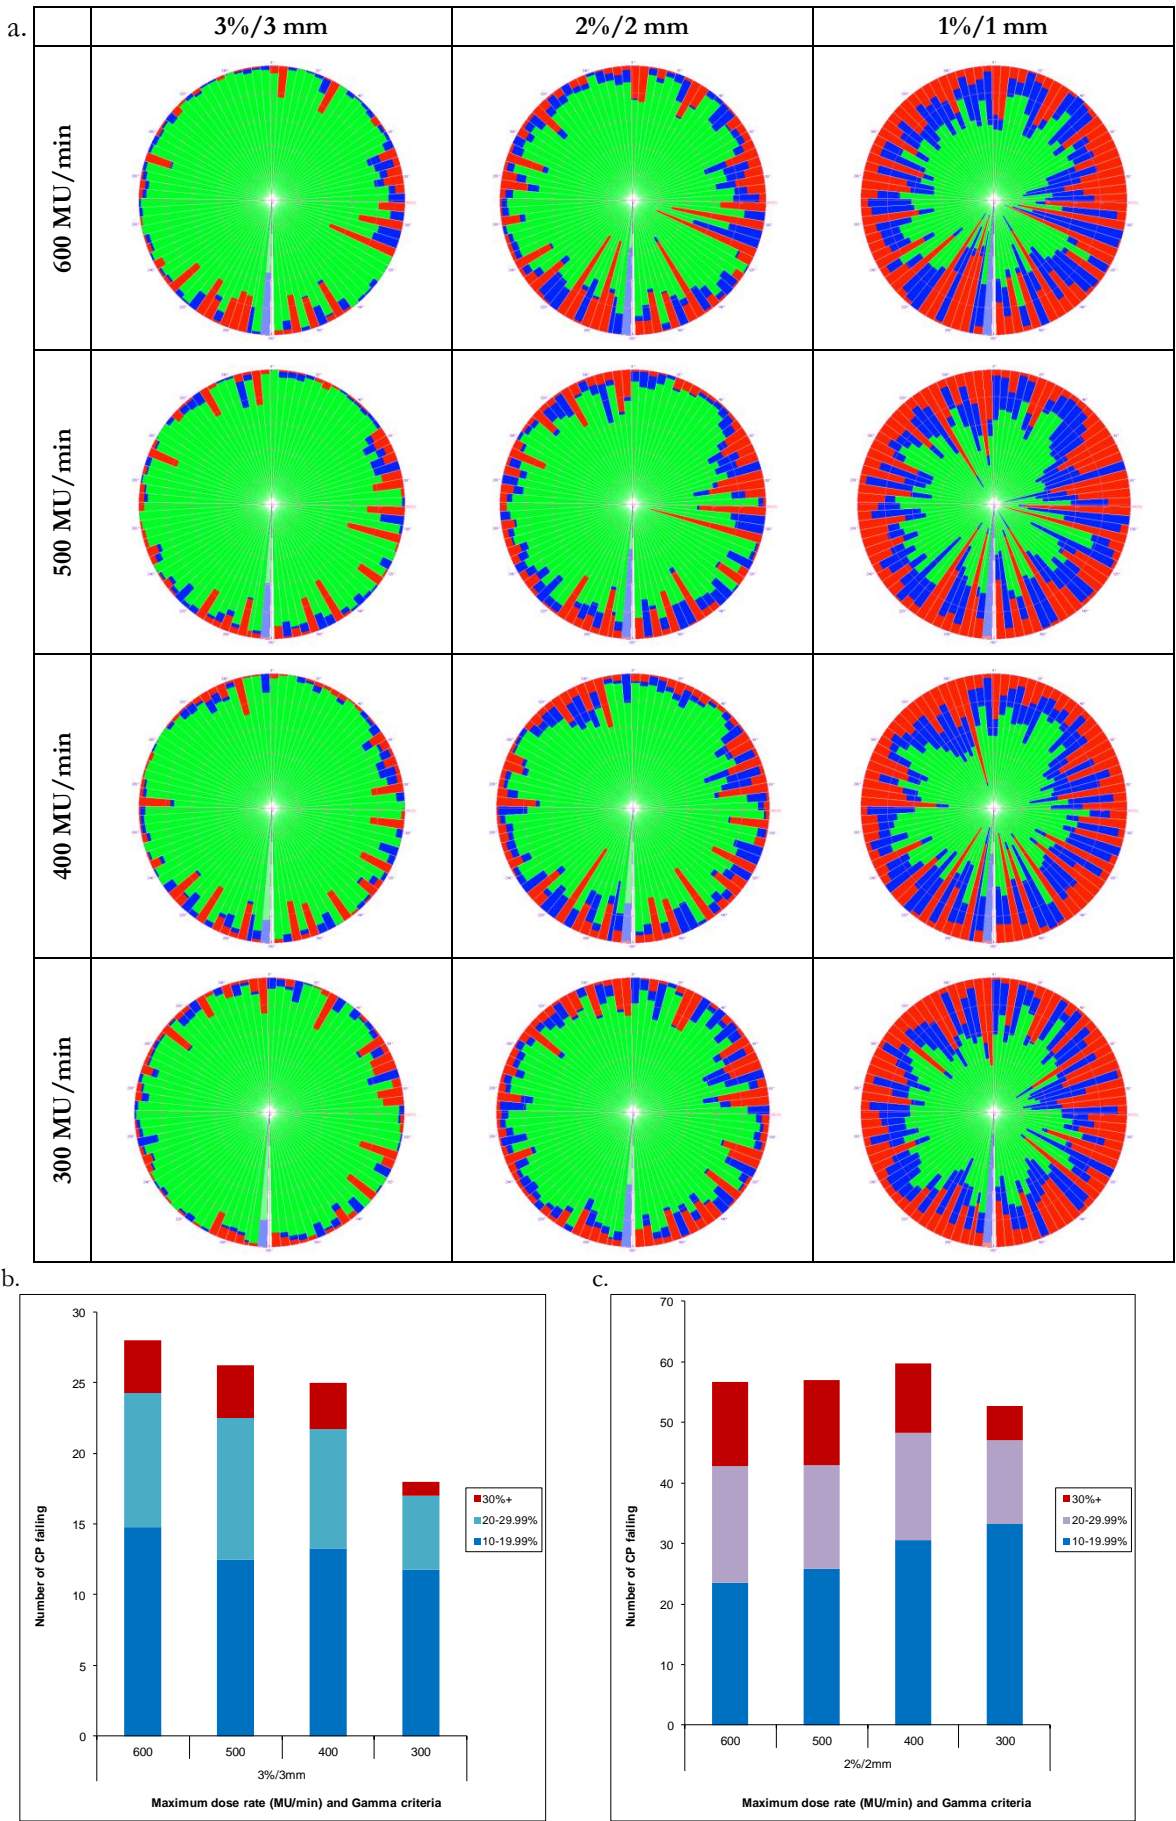 a.
3%/3 mm
2%/2 mm
1%/1 mm
600 MU/min
500 MU/min
400 MU/min
300 MU/min
b.
30
25
20
15
10
5
0
Number of CP failing
600
500
400
300
3%/3mm
Maximum dose rate (MU/min) and Gamma criteria
30%+
20-29.99%
10-19.99%
c.
70
60
50
40
30
20
10
0
Number of CP failing
600
500
400
300
2%/2mm
Maximum dose rate (MU/min) and Gamma criteria
30%+
20-29.99%
10-19.99%